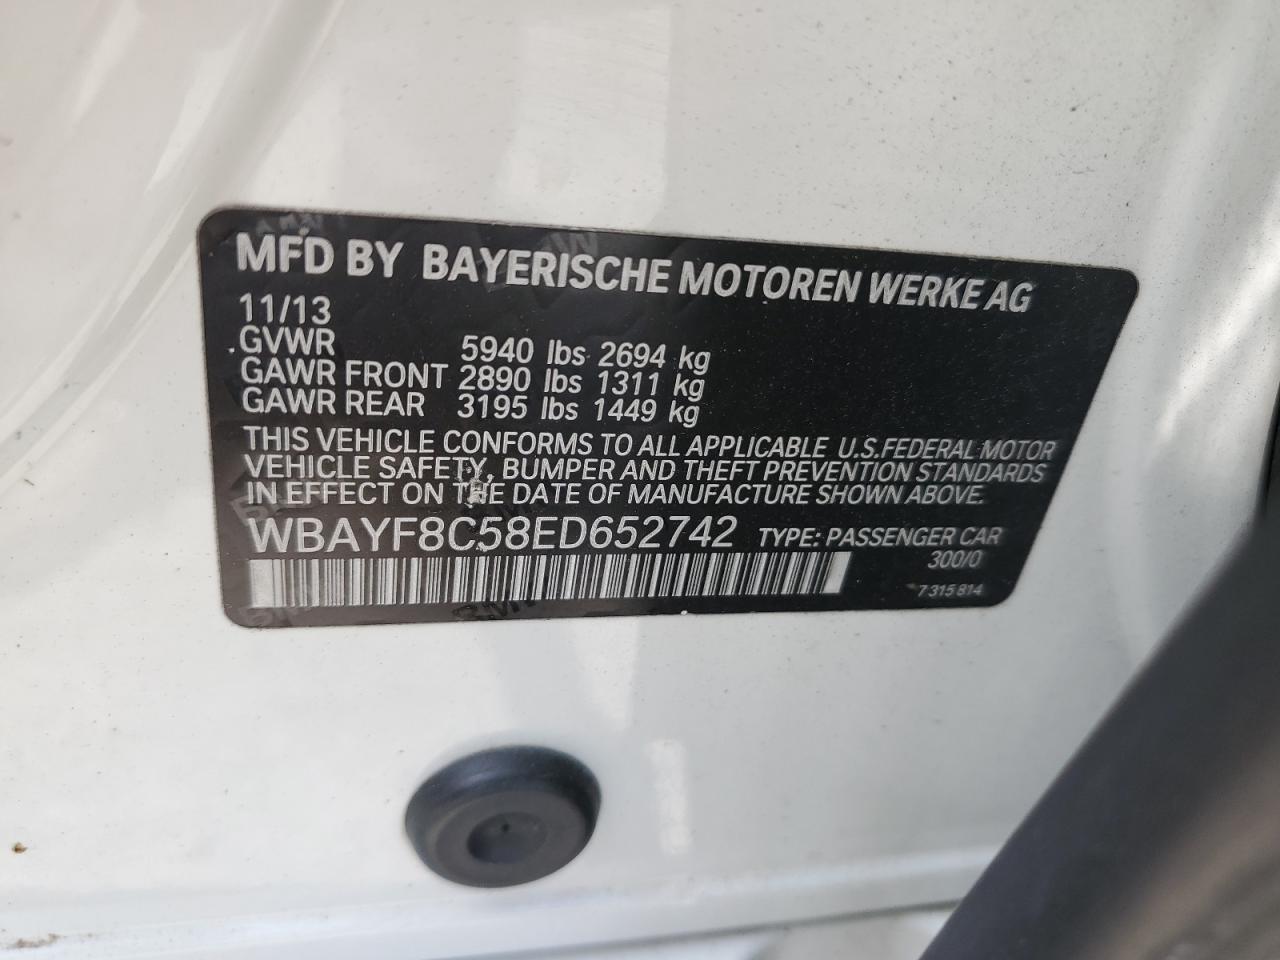 MFD BY BAYERISCHE MOTOREN WERKE AG
11/13
GVWR 5940 lbs 2694 kg
GAWR FRONT 2890 lbs 1311 kg
GAWR REAR 3195 lbs 1449 kg
THIS VEHICLE CONFORMS TO ALL APPLICABLE U.S.FEDERAL MOTOR
VEHICLE SAFETY, BUMPER AND THEFT PREVENTION STANDARDS
IN EFFECT ON THE DATE OF MANUFACTURE SHOWN ABOVE.
WBAYF8C58ED652742 TYPE: PASSENGER CAR
300/0
7 315 814